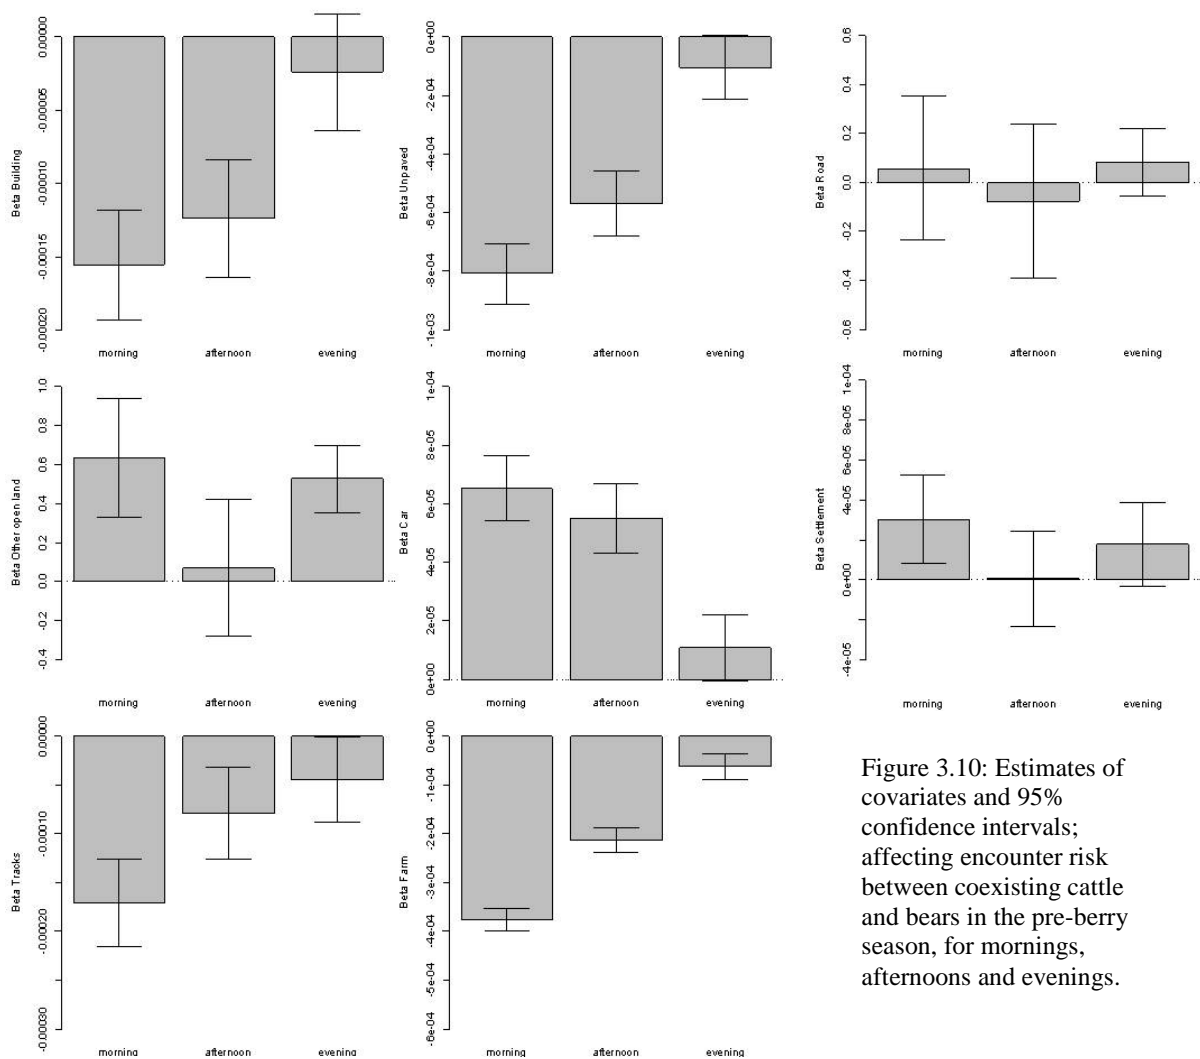 Beta Building
0.00000
-0.00005
-0.00010
-0.00015
-0.00020
morning afternoon evening
Beta Unpaved
0e+00
-2e-04
-4e-04
-6e-04
-8e-04
-1e-03
morning afternoon evening
Beta Road
0.6
0.4
0.2
0.0
-0.2
-0.4
-0.6
morning afternoon evening
Beta Other open land
1.0
0.8
0.6
0.4
0.2
0.0
-0.2
-0.4
morning afternoon evening
Beta Car
1e-04
8e-05
6e-05
4e-05
2e-05
0e+00
morning afternoon evening
Beta Settlement
1e-04
8e-05
6e-05
4e-05
0e+00
-4e-05
morning afternoon evening
Beta Tracks
0.00000
-0.00010
-0.00020
-0.00030
morning afternoon evening
Beta Farm
0e+00
-1e-04
-2e-04
-3e-04
-4e-04
-5e-04
-6e-04
morning afternoon evening
Figure 3.10: Estimates of
covariates and 95%
confidence intervals;
affecting encounter risk
between coexisting cattle
and bears in the pre-berry
season, for mornings,
afternoons and evenings.